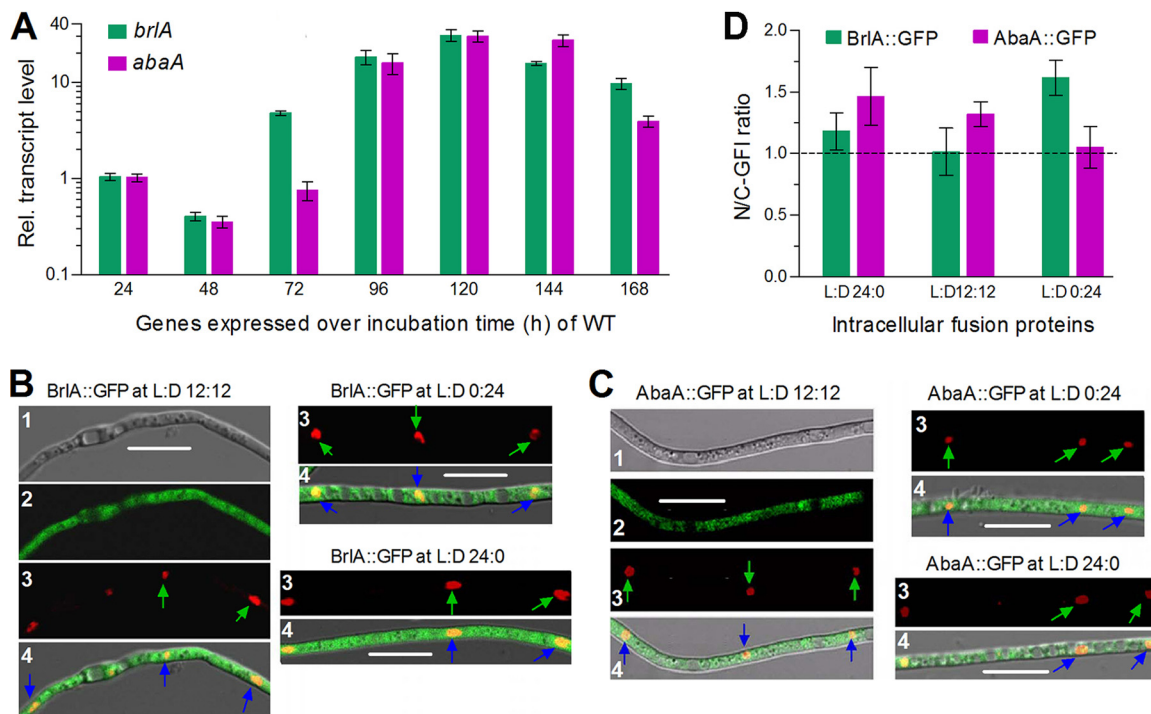 A
brlA
abaA
Rel. transcript level
40
10
1
0.1
24 48 72 96 120 144 168
Genes expressed over incubation time (h) of WT
D
BrlA::GFP AbaA::GFP
N/C-GFI ratio
2.0
1.5
1.0
0.5
0.0
L:D 24:0 L:D12:12 L:D 0:24
Intracellular fusion proteins
B
BrlA::GFP at L:D 12:12
1
2
3
4
BrlA::GFP at L:D 0:24
3
4
BrlA::GFP at L:D 24:0
3
4
C
AbaA::GFP at L:D 12:12
1
2
3
4
AbaA::GFP at L:D 0:24
3
4
AbaA::GFP at L:D 24:0
3
4